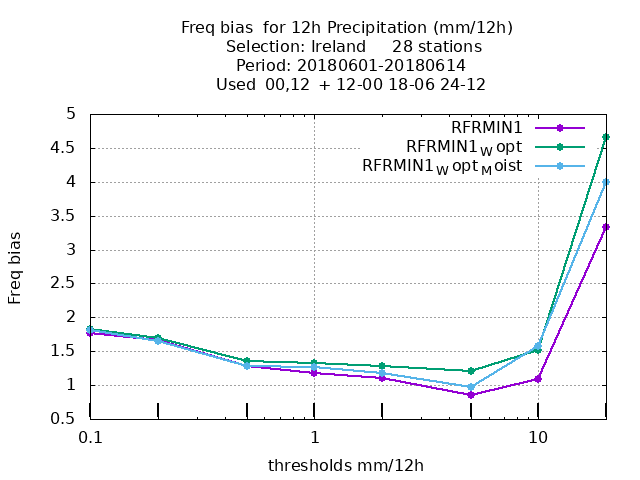 Freq bias  for 12h Precipitation (mm/12h)
Selection: Ireland     28 stations
Period: 20180601-20180614
Used  00,12  + 12-00 18-06 24-12
RFRMIN1
RFRMIN1Wopt
RFRMIN1WoptMoist
5
4.5
4
3.5
3
2.5
2
1.5
1
0.5
Freq bias
0.1 1 10
thresholds mm/12h